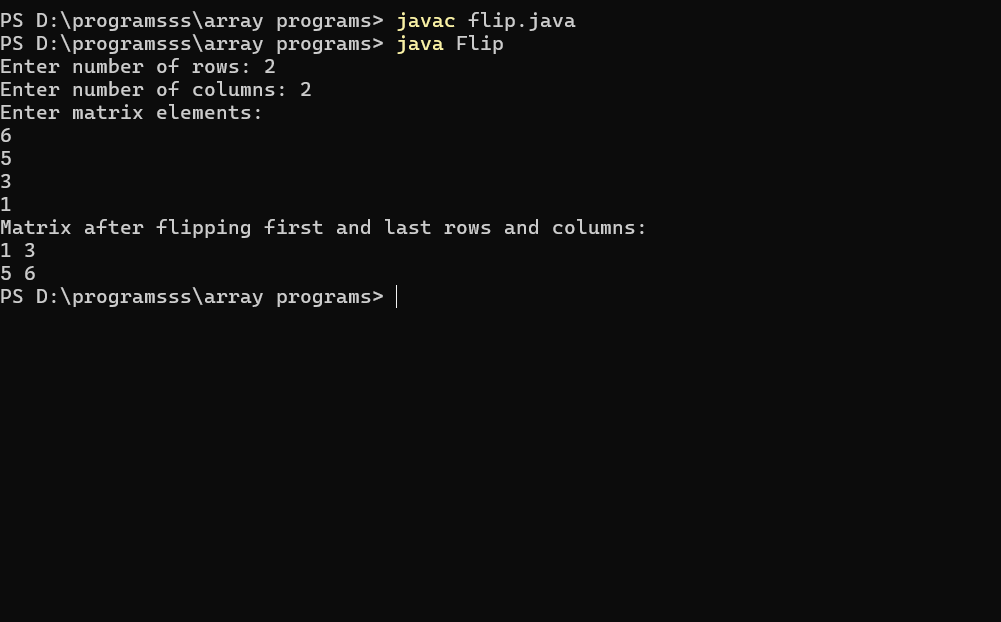 PS D:\programsss\array programs> javac flip.java
PS D:\programsss\array programs> java Flip
Enter number of rows: 2
Enter number of columns: 2
Enter matrix elements:
6
5
3
1
Matrix after flipping first and last rows and columns:
1 3
5 6
PS D:\programsss\array programs>